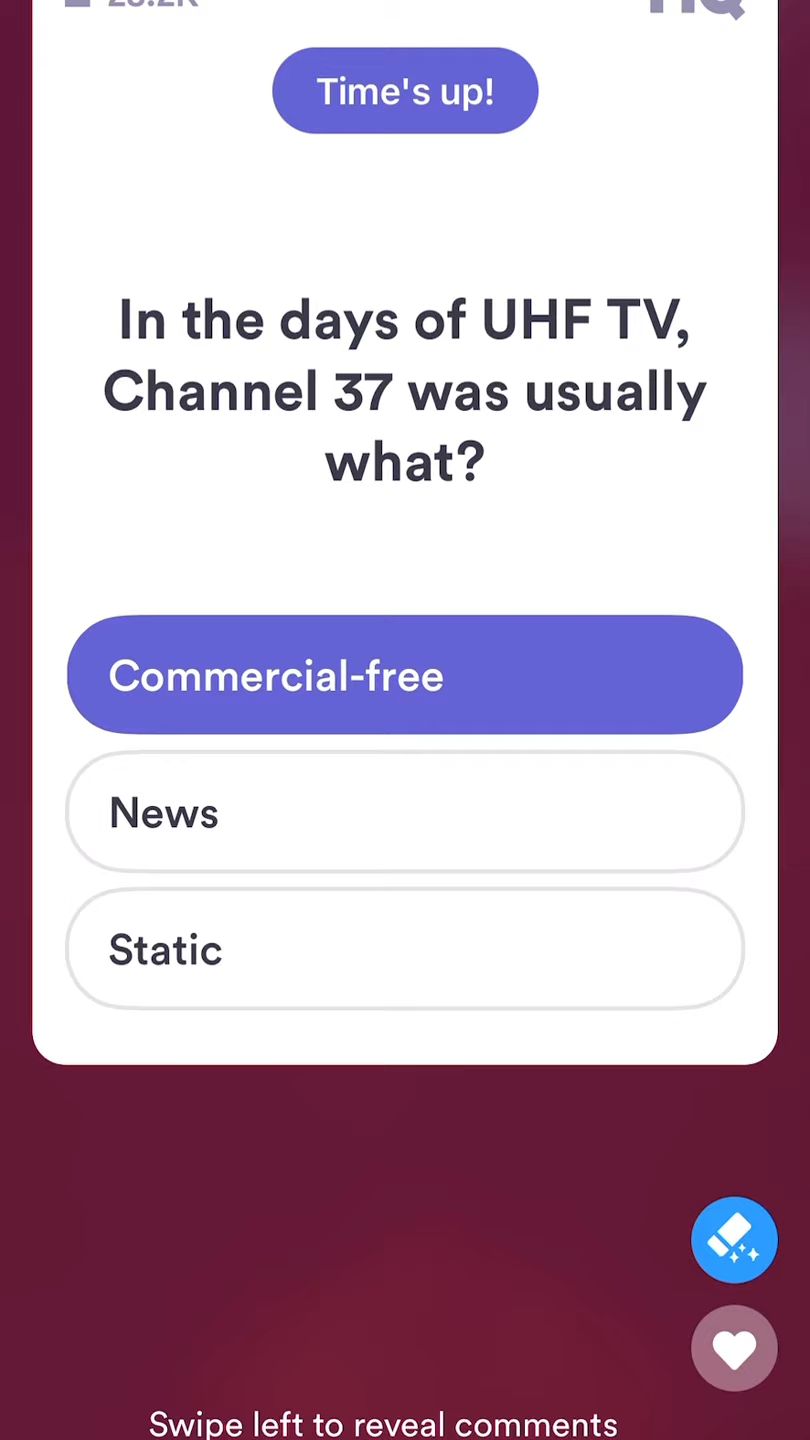 Time's up!
In the days of UHF TV,
Channel 37 was usually
what?
Commercial-free
News
Static
Swipe left to reveal comments